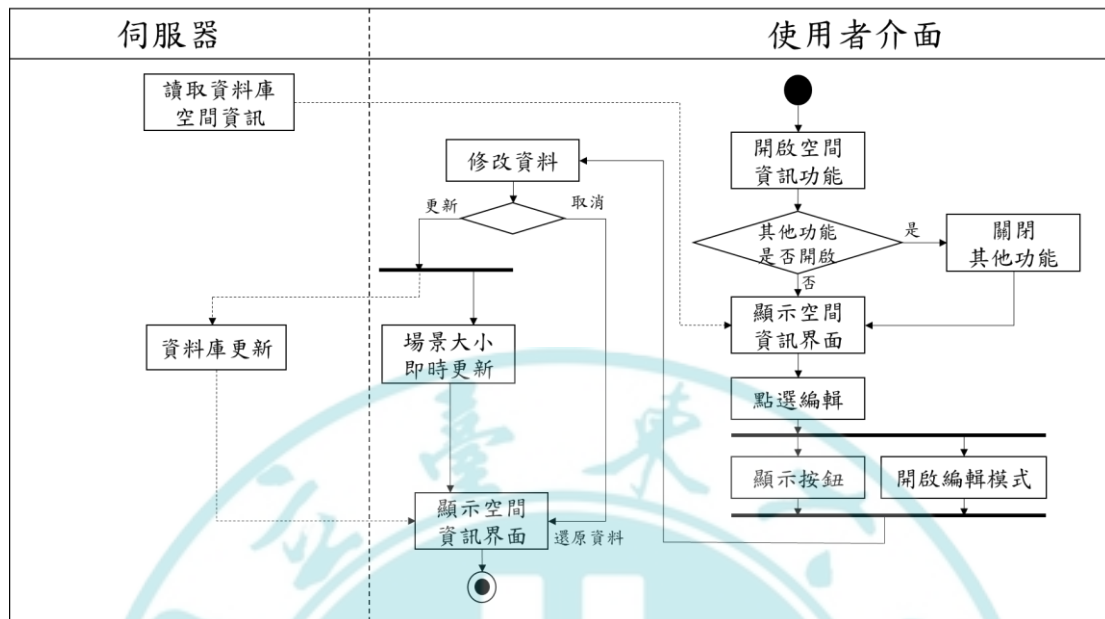 伺服器
使用者介面
讀取資料庫
空間資訊
開啟空間
資訊功能
修改資料
更新
取消
其他功能
是否開啟
是
關閉
其他功能
否
顯示空間
資訊界面
資料庫更新
場景大小
即時更新
點選編輯
顯示按鈕
開啟編輯模式
顯示空間
資訊界面
還原資料
臺
東